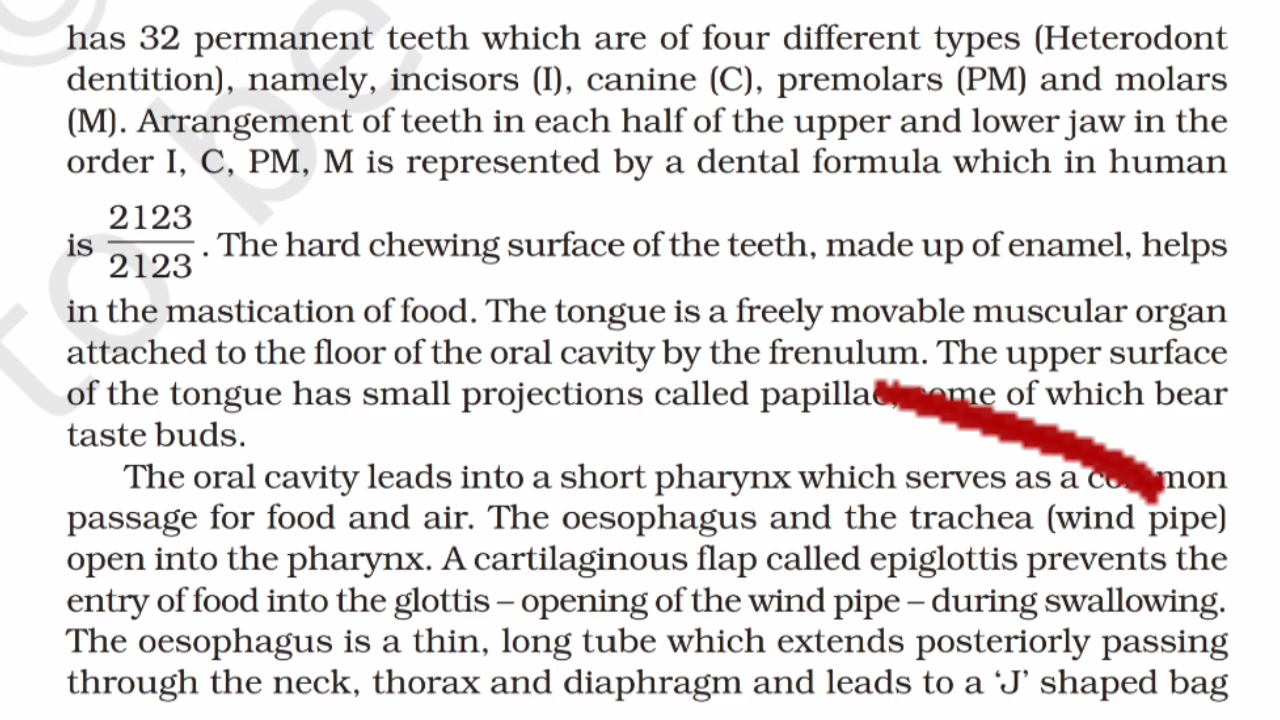 has 32 permanent teeth which are of four different types (Heterodont
dentition), namely, incisors (I), canine (C), premolars (PM) and molars
(M). Arrangement of teeth in each half of the upper and lower jaw in the
order I, C, PM, M is represented by a dental formula which in human
is 2123/2123. The hard chewing surface of the teeth, made up of enamel, helps
in the mastication of food. The tongue is a freely movable muscular organ
attached to the floor of the oral cavity by the frenulum. The upper surface
of the tongue has small projections called papillae, some of which bear
taste buds.
The oral cavity leads into a short pharynx which serves as a common
passage for food and air. The oesophagus and the trachea (wind pipe)
open into the pharynx. A cartilaginous flap called epiglottis prevents the
entry of food into the glottis – opening of the wind pipe – during swallowing.
The oesophagus is a thin, long tube which extends posteriorly passing
through the neck, thorax and diaphragm and leads to a ‘J’ shaped bag
to be